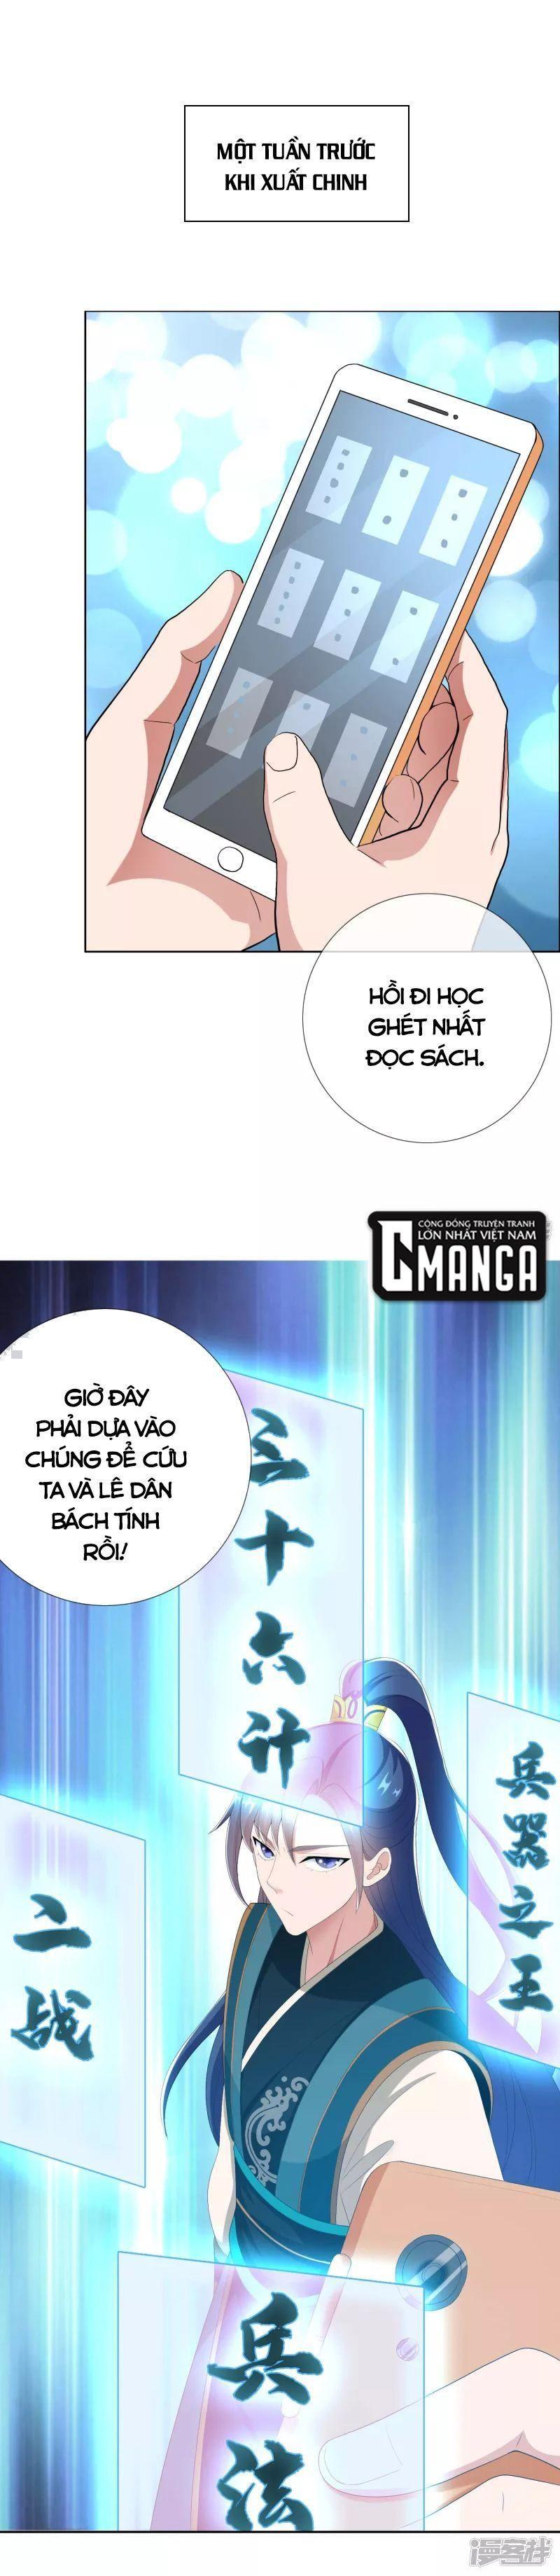 MỘT TUẦN TRƯỚC
KHI XUẤT CHINH
HỒI ĐI HỌC
GHÉT NHẤT
ĐỌC SÁCH.
CỘNG ĐỒNG TRUYỆN TRANH
LỚN NHẤT VIỆT NAM
CMANGA
GIỜ ĐÂY
PHẢI DỰA VÀO
CHÚNG ĐỂ CỨU
TA VÀ LÊ DÂN
BÁCH TÍNH
RỒI!
三十六计
兵器之王
二战
兵法
漫客栈